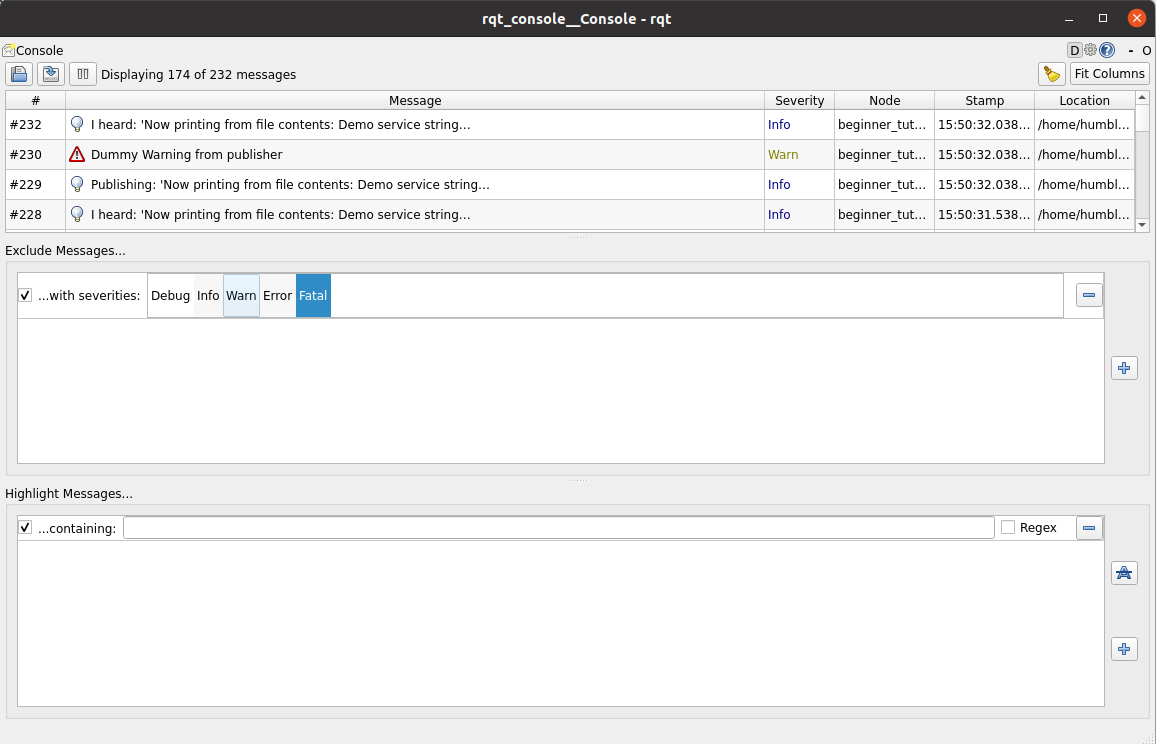 rqt_console__Console - rqt
Console D ? - O
Displaying 174 of 232 messages Fit Columns
# Message Severity Node Stamp Location
#232 I heard: 'Now printing from file contents: Demo service string... Info beginner_tut... 15:50:32.038... /home/humbl...
#230 Dummy Warning from publisher Warn beginner_tut... 15:50:32.038... /home/humbl...
#229 Publishing: 'Now printing from file contents: Demo service string... Info beginner_tut... 15:50:32.038... /home/humbl...
#228 I heard: 'Now printing from file contents: Demo service string... Info beginner_tut... 15:50:31.538... /home/humbl...
Exclude Messages...
...with severities: Debug Info Warn Error Fatal
Highlight Messages...
...containing: Regex